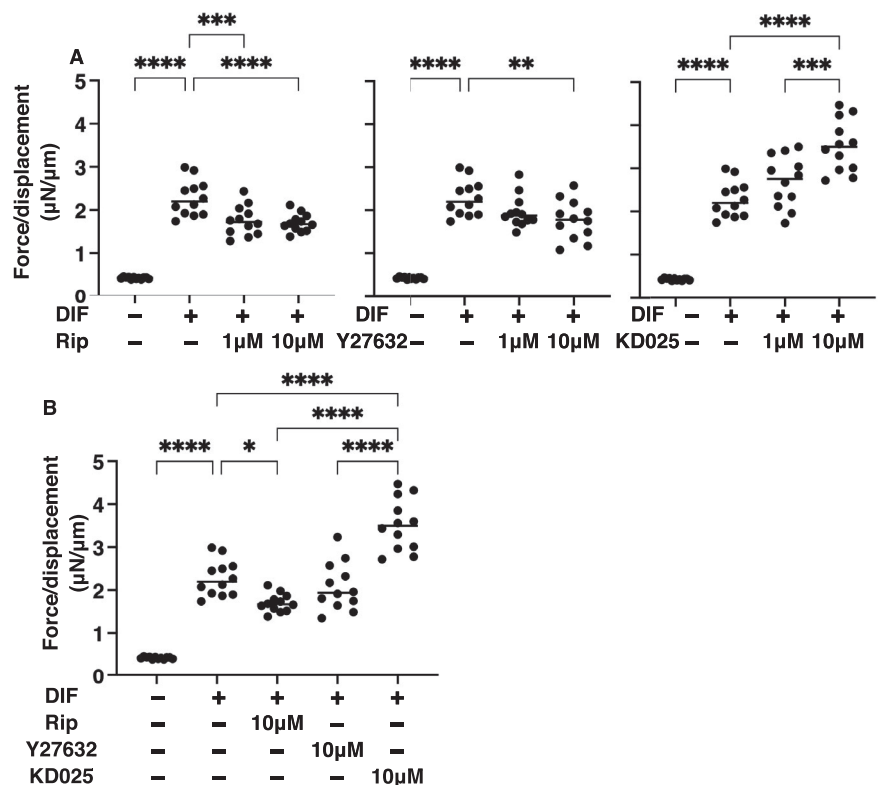 A
*** 
**** ****
**** **
****
**** ***
Force/displacement
(µN/µm)
5
4
3
2
1
0
DIF – + + +
Rip – – 1µM 10µM
DIF – + + +
Y27632 – – 1µM 10µM
DIF – + + +
KD025 – – 1µM 10µM
B
****
****
**** * ****
Force/displacement
(µN/µm)
5
4
3
2
1
0
DIF – + + + +
Rip – – 10µM – –
Y27632 – – – 10µM –
KD025 – – – – 10µM